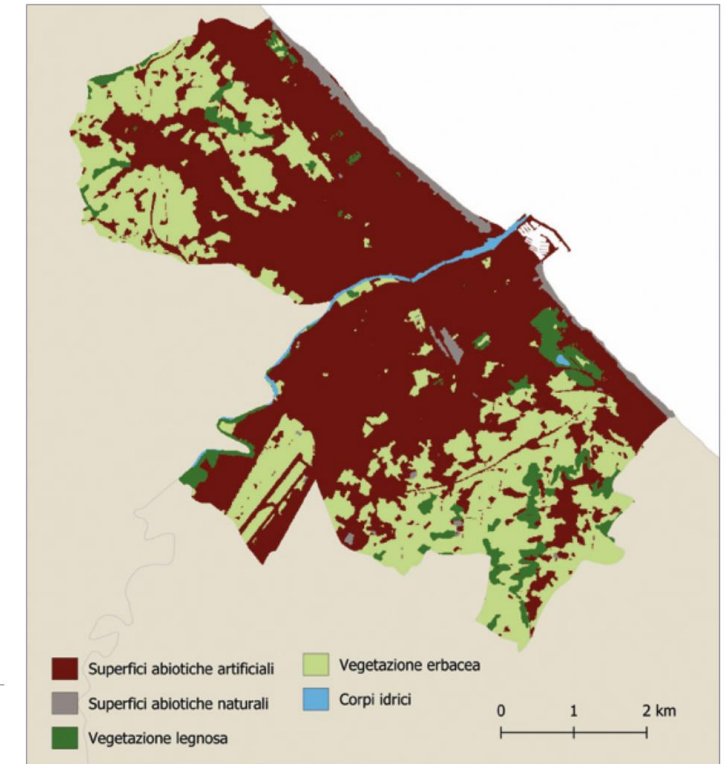 Superfici abiotiche artificiali
Superfici abiotiche naturali
Vegetazione legnosa
Vegetazione erbacea
Corpi idrici
0 1 2 km